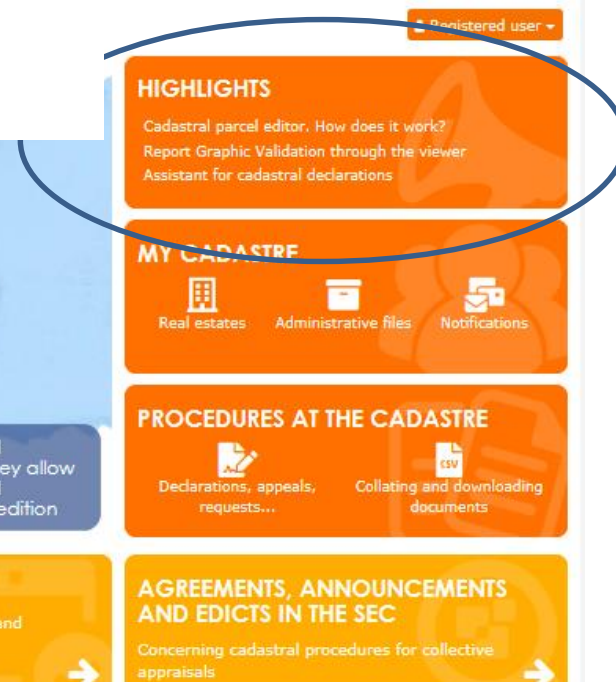 Registered user
HIGHLIGHTS
Cadastral parcel editor. How does it work?
Report Graphic Validation through the viewer
Assistant for cadastral declarations
MY CADASTRE
Real estates Administrative files Notifications
PROCEDURES AT THE CADASTRE
CSV
Declarations, appeals,
requests...
Collating and downloading
documents
ey allow
edition
AGREEMENTS, ANNOUNCEMENTS
AND EDICTS IN THE SEC
Concerning cadastral procedures for collective
appraisals
and